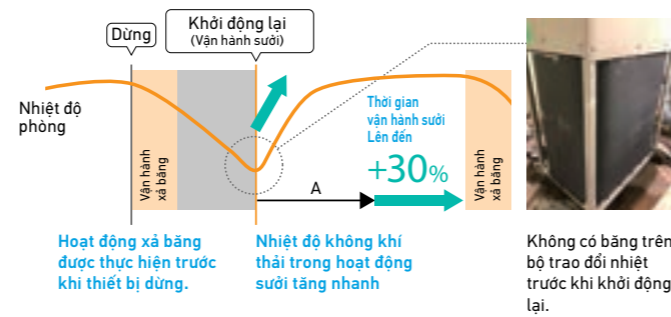 Dừng
Khởi động lại
(Vận hành sưởi)
Nhiệt độ
phòng
Vận hành
xả băng
Thời gian
vận hành sưởi
Lên đến
+30%
A
Vận hành
xả băng
Hoạt động xả băng
được thực hiện trước
khi thiết bị dừng.
Nhiệt độ không khí
thải trong hoạt động
sưởi tăng nhanh
Không có băng trên
bộ trao đổi nhiệt
trước khi khởi động
lại.